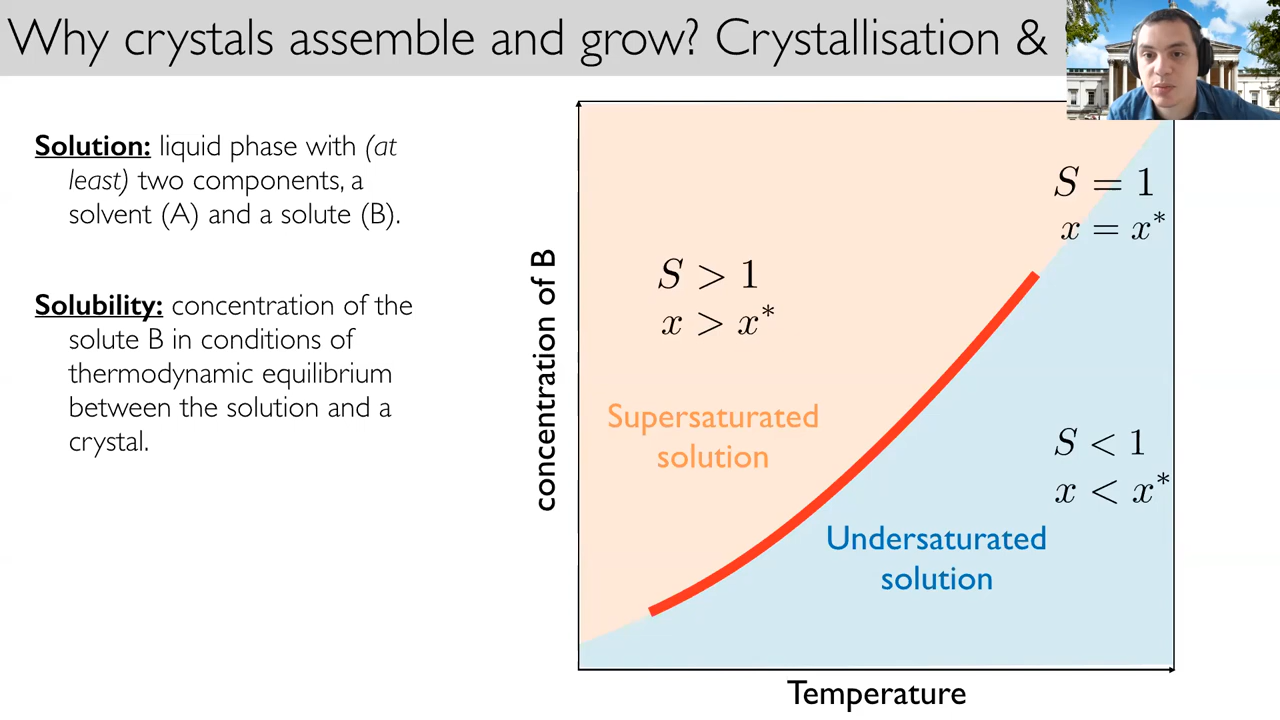 Why crystals assemble and grow? Crystallisation &
Solution: liquid phase with (at
least) two components, a
solvent (A) and a solute (B).
Solubility: concentration of the
solute B in conditions of
thermodynamic equilibrium
between the solution and a
crystal.
concentration of B
S = 1
x = x*
S > 1
x > x*
Supersaturated
solution
S < 1
x < x*
Undersaturated
solution
Temperature